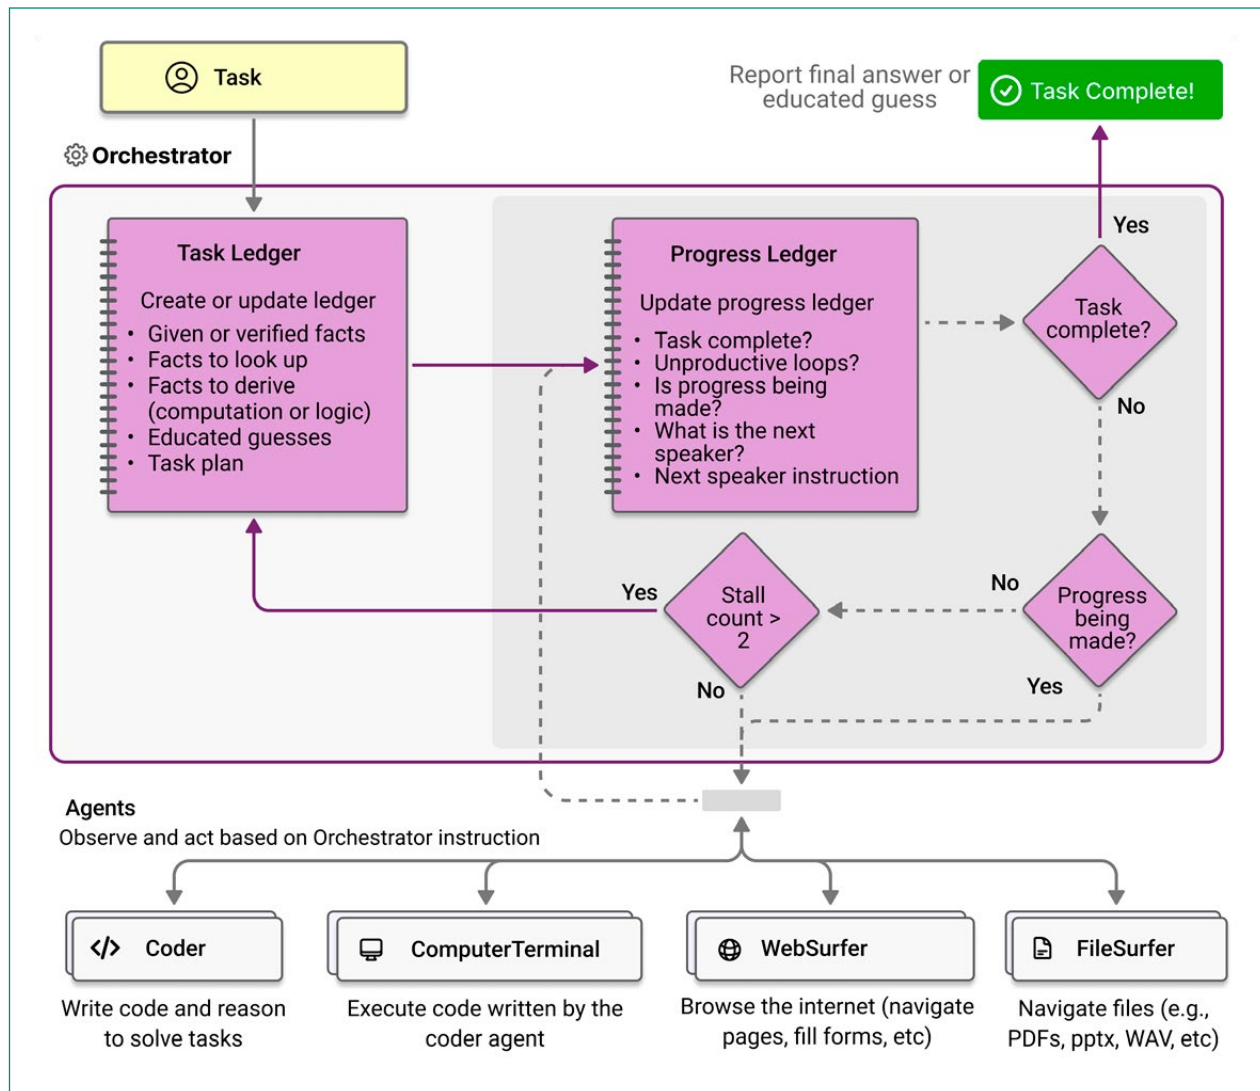 Task
Report final answer or
educated guess
Task Complete!
Orchestrator
Task Ledger
Create or update ledger
• Given or verified facts
• Facts to look up
• Facts to derive
(computation or logic)
• Educated guesses
• Task plan
Progress Ledger
Update progress ledger
• Task complete?
• Unproductive loops?
• Is progress being
made?
• What is the next
speaker?
• Next speaker instruction
Yes
Task
complete?
No
Progress
being
made?
No
Yes
Stall
count >
2
Yes
No
Agents
Observe and act based on Orchestrator instruction
</> Coder
Write code and reason
to solve tasks
ComputerTerminal
Execute code written by the
coder agent
WebSurfer
Browse the internet (navigate
pages, fill forms, etc)
FileSurfer
Navigate files (e.g.,
PDFs, pptx, WAV, etc)